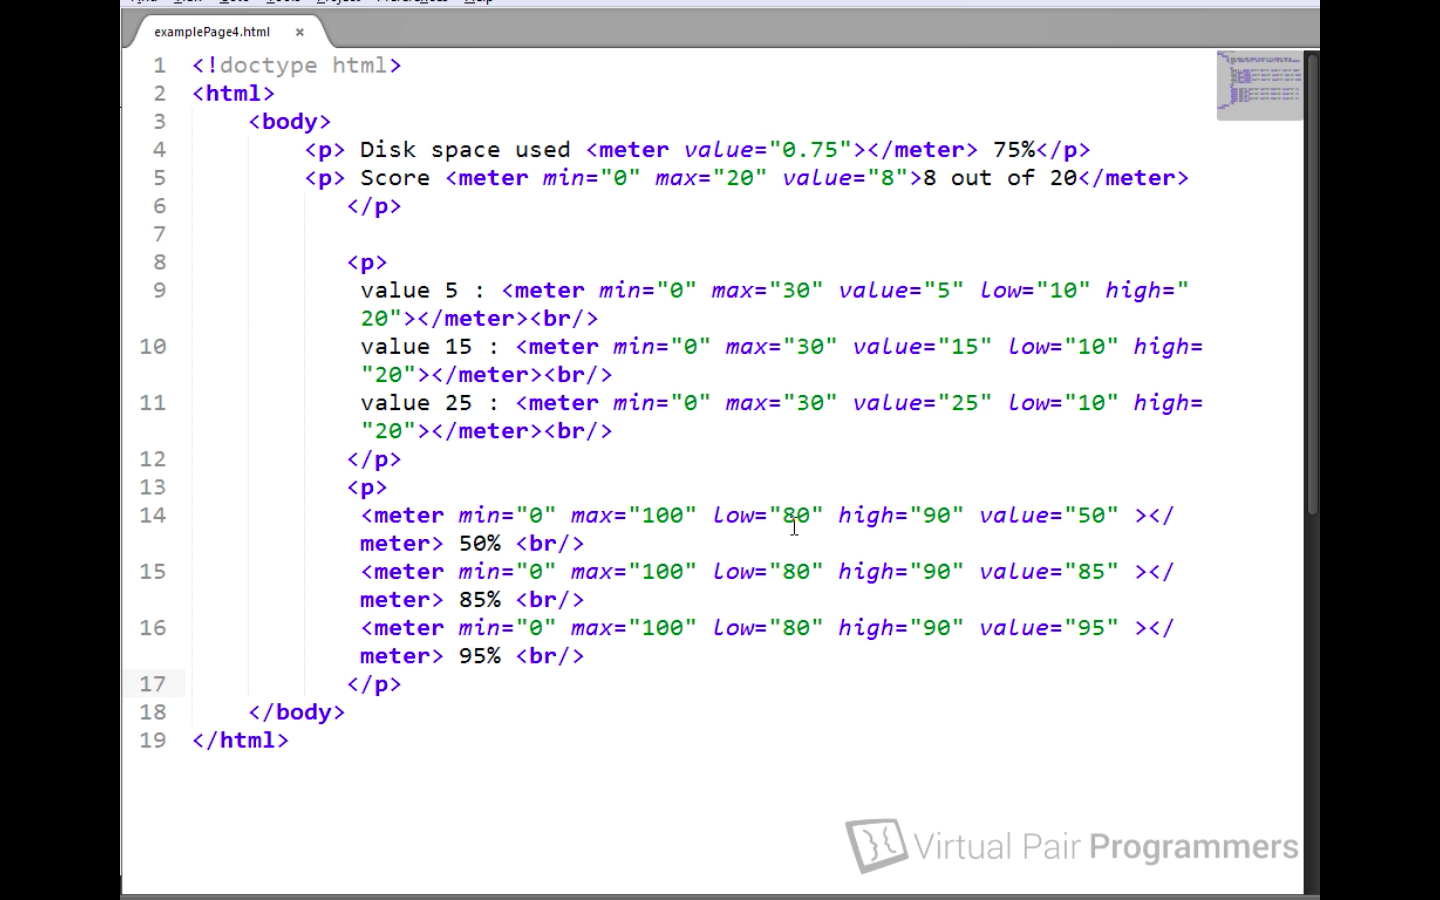 Find View Goto Tools Project Preferences Help
examplePage4.html ×
1 <!doctype html>
2 <html>
3 <body>
4 <p> Disk space used <meter value="0.75"></meter> 75%</p>
5 <p> Score <meter min="0" max="20" value="8">8 out of 20</meter>
6 </p>
7
8 <p>
9 value 5 : <meter min="0" max="30" value="5" low="10" high="
20"></meter><br/>
10 value 15 : <meter min="0" max="30" value="15" low="10" high=
"20"></meter><br/>
11 value 25 : <meter min="0" max="30" value="25" low="10" high=
"20"></meter><br/>
12 </p>
13 <p>
14 <meter min="0" max="100" low="80" high="90" value="50" ></
meter> 50% <br/>
15 <meter min="0" max="100" low="80" high="90" value="85" ></
meter> 85% <br/>
16 <meter min="0" max="100" low="80" high="90" value="95" ></
meter> 95% <br/>
17 </p>
18 </body>
19 </html>
Virtual Pair Programmers